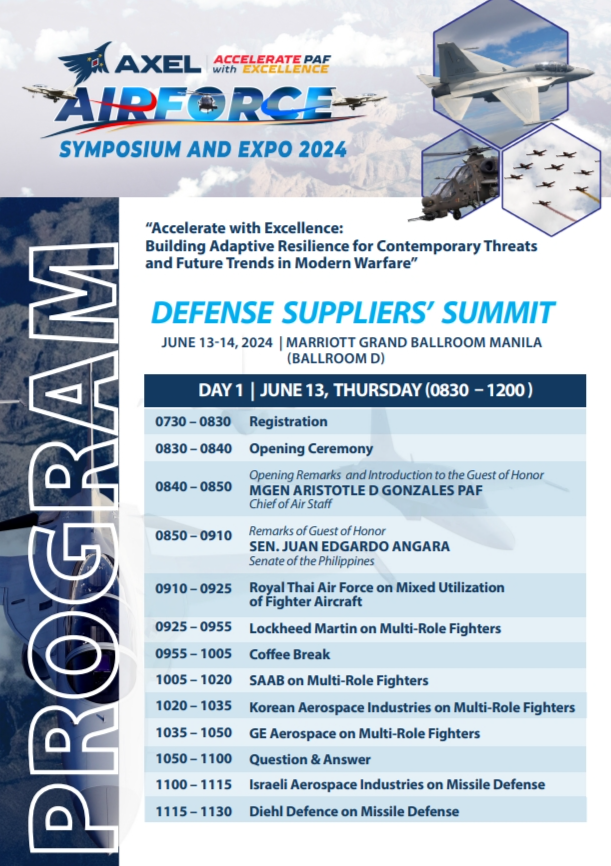 AXEL ACCELERATE PAF
with EXCELLENCE
AIRFORCE
SYMPOSIUM AND EXPO 2024
PROGRAM
“Accelerate with Excellence:
Building Adaptive Resilience for Contemporary Threats
and Future Trends in Modern Warfare”
DEFENSE SUPPLIERS’ SUMMIT
JUNE 13-14, 2024 | MARRIOTT GRAND BALLROOM MANILA
(BALLROOM D)
DAY 1 | JUNE 13, THURSDAY (0830 – 1200 )
0730 – 0830 Registration
0830 – 0840 Opening Ceremony
0840 – 0850 Opening Remarks and Introduction to the Guest of Honor
MGEN ARISTOTLE D GONZALES PAF
Chief of Air Staff
0850 – 0910 Remarks of Guest of Honor
SEN. JUAN EDGARDO ANGARA
Senate of the Philippines
0910 – 0925 Royal Thai Air Force on Mixed Utilization
of Fighter Aircraft
0925 – 0955 Lockheed Martin on Multi-Role Fighters
0955 – 1005 Coffee Break
1005 – 1020 SAAB on Multi-Role Fighters
1020 – 1035 Korean Aerospace Industries on Multi-Role Fighters
1035 – 1050 GE Aerospace on Multi-Role Fighters
1050 – 1100 Question & Answer
1100 – 1115 Israeli Aerospace Industries on Missile Defense
1115 – 1130 Diehl Defence on Missile Defense